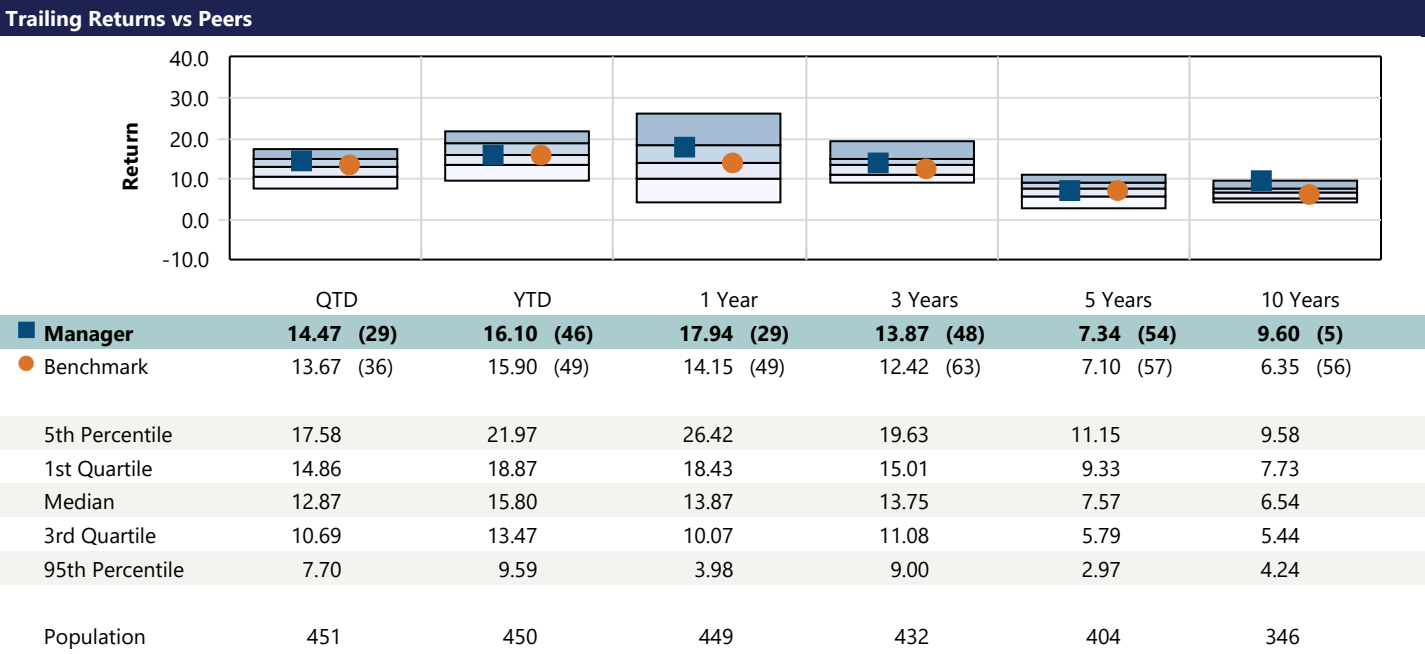 Trailing Returns vs Peers
40.0
30.0
20.0
10.0
0.0
-10.0
Return
QTD YTD 1 Year 3 Years 5 Years 10 Years
Manager 14.47 (29) 16.10 (46) 17.94 (29) 13.87 (48) 7.34 (54) 9.60 (5)
Benchmark 13.67 (36) 15.90 (49) 14.15 (49) 12.42 (63) 7.10 (57) 6.35 (56)
5th Percentile 17.58 21.97 26.42 19.63 11.15 9.58
1st Quartile 14.86 18.87 18.43 15.01 9.33 7.73
Median 12.87 15.80 13.87 13.75 7.57 6.54
3rd Quartile 10.69 13.47 10.07 11.08 5.79 5.44
95th Percentile 7.70 9.59 3.98 9.00 2.97 4.24
Population 451 450 449 432 404 346